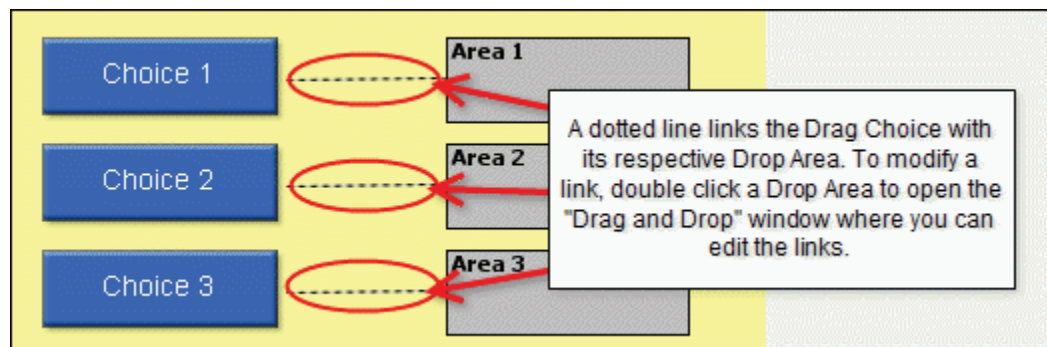 Choice 1
Area 1
Choice 2
Area 2
Choice 3
Area 3
A dotted line links the Drag Choice with
its respective Drop Area. To modify a
link, double click a Drop Area to open the
"Drag and Drop" window where you can
edit the links.